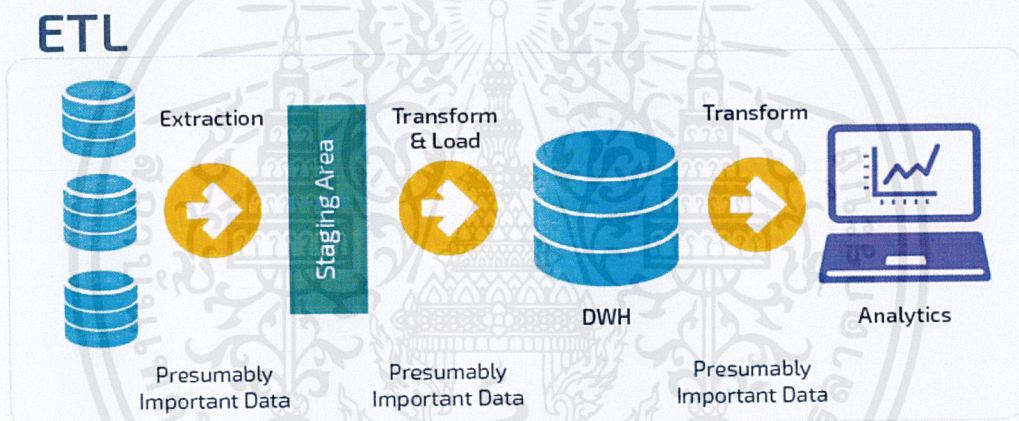 ETL
Extraction
Staging Area
Transform
& Load
Transform
DWH
Analytics
Presumably
Important Data
Presumably
Important Data
Presumably
Important Data